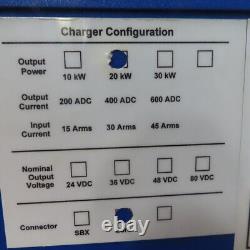 Charger Configuration
Output Power
10 kW 20 kW 30 kW
Output Current 200 ADC 400 ADC 600 ADC
Input Current 15 Arms 30 Arms 45 Arms
Nominal Output Voltage
24 VDC 36 VDC 48 VDC 80 VDC
Connector
SBX